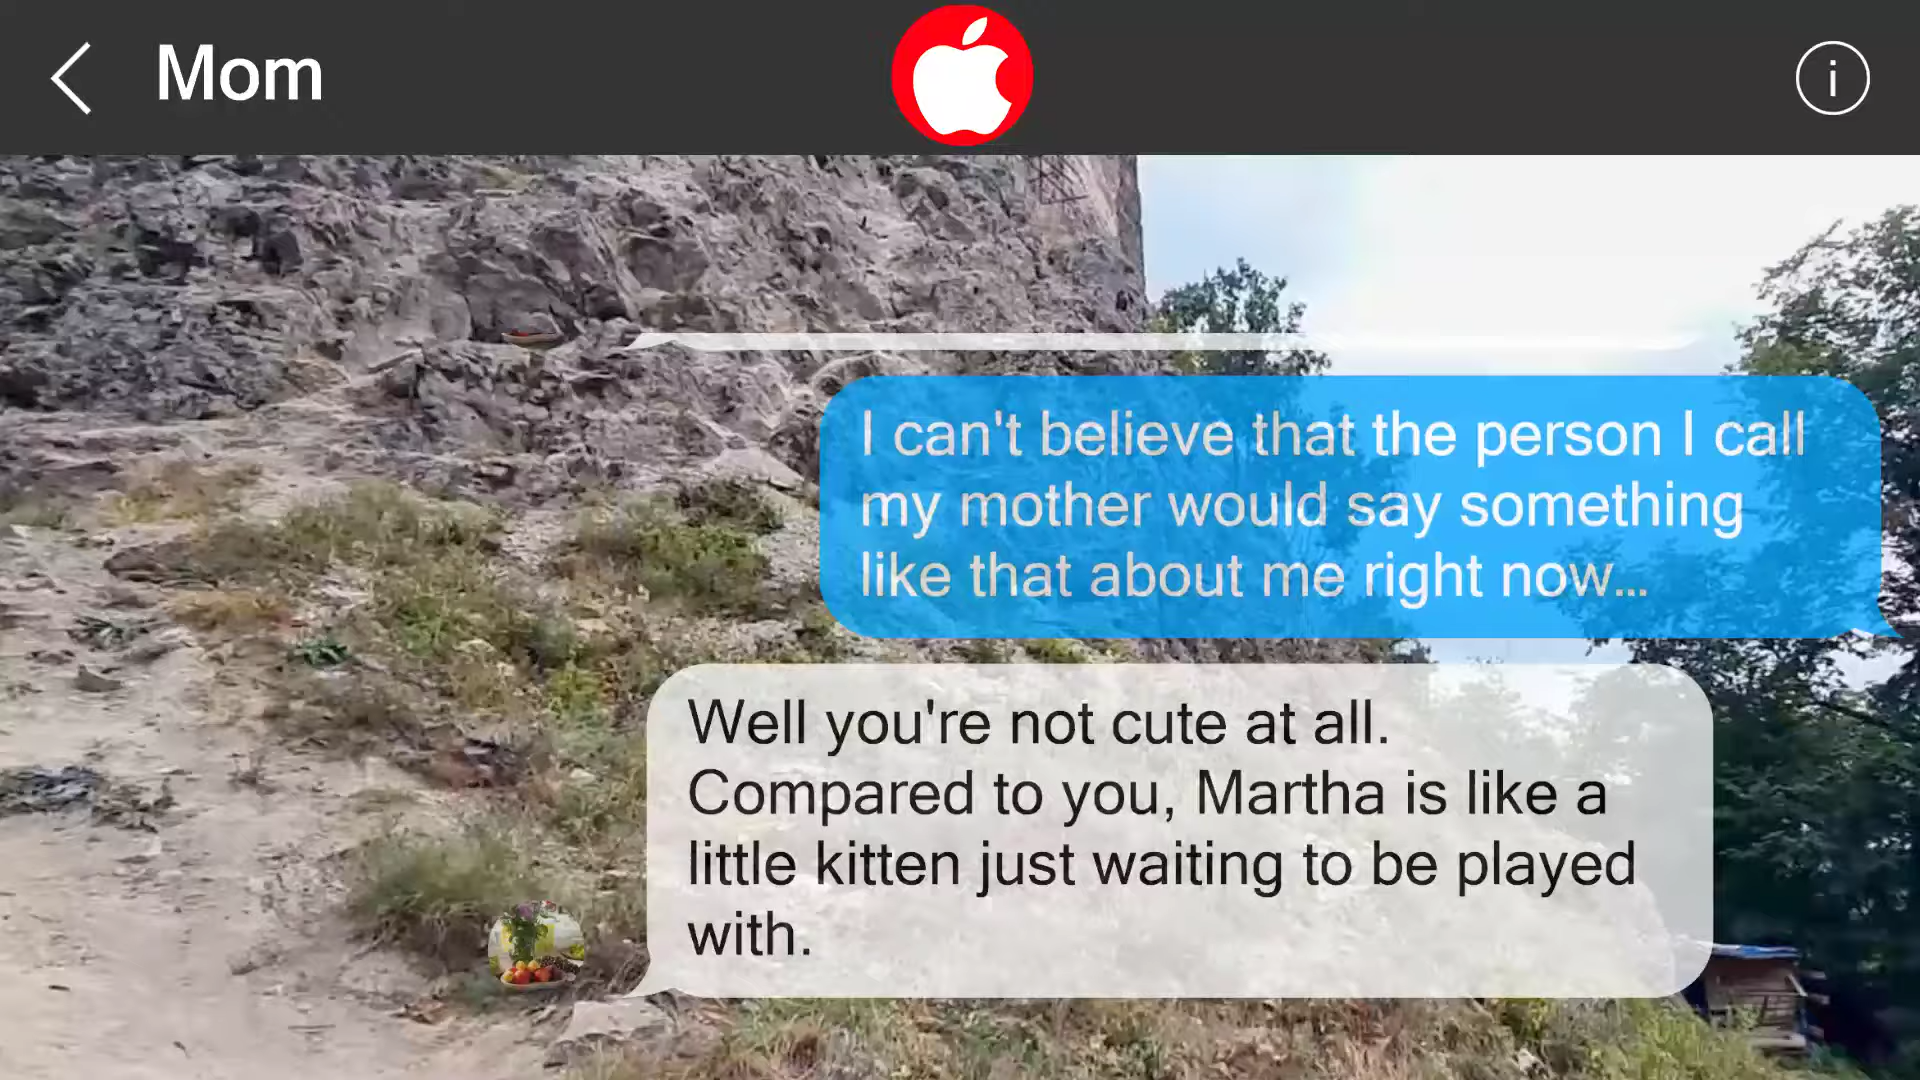 Mom
i
I can't believe that the person I call
my mother would say something
like that about me right now...
Well you're not cute at all.
Compared to you, Martha is like a
little kitten just waiting to be played
with.